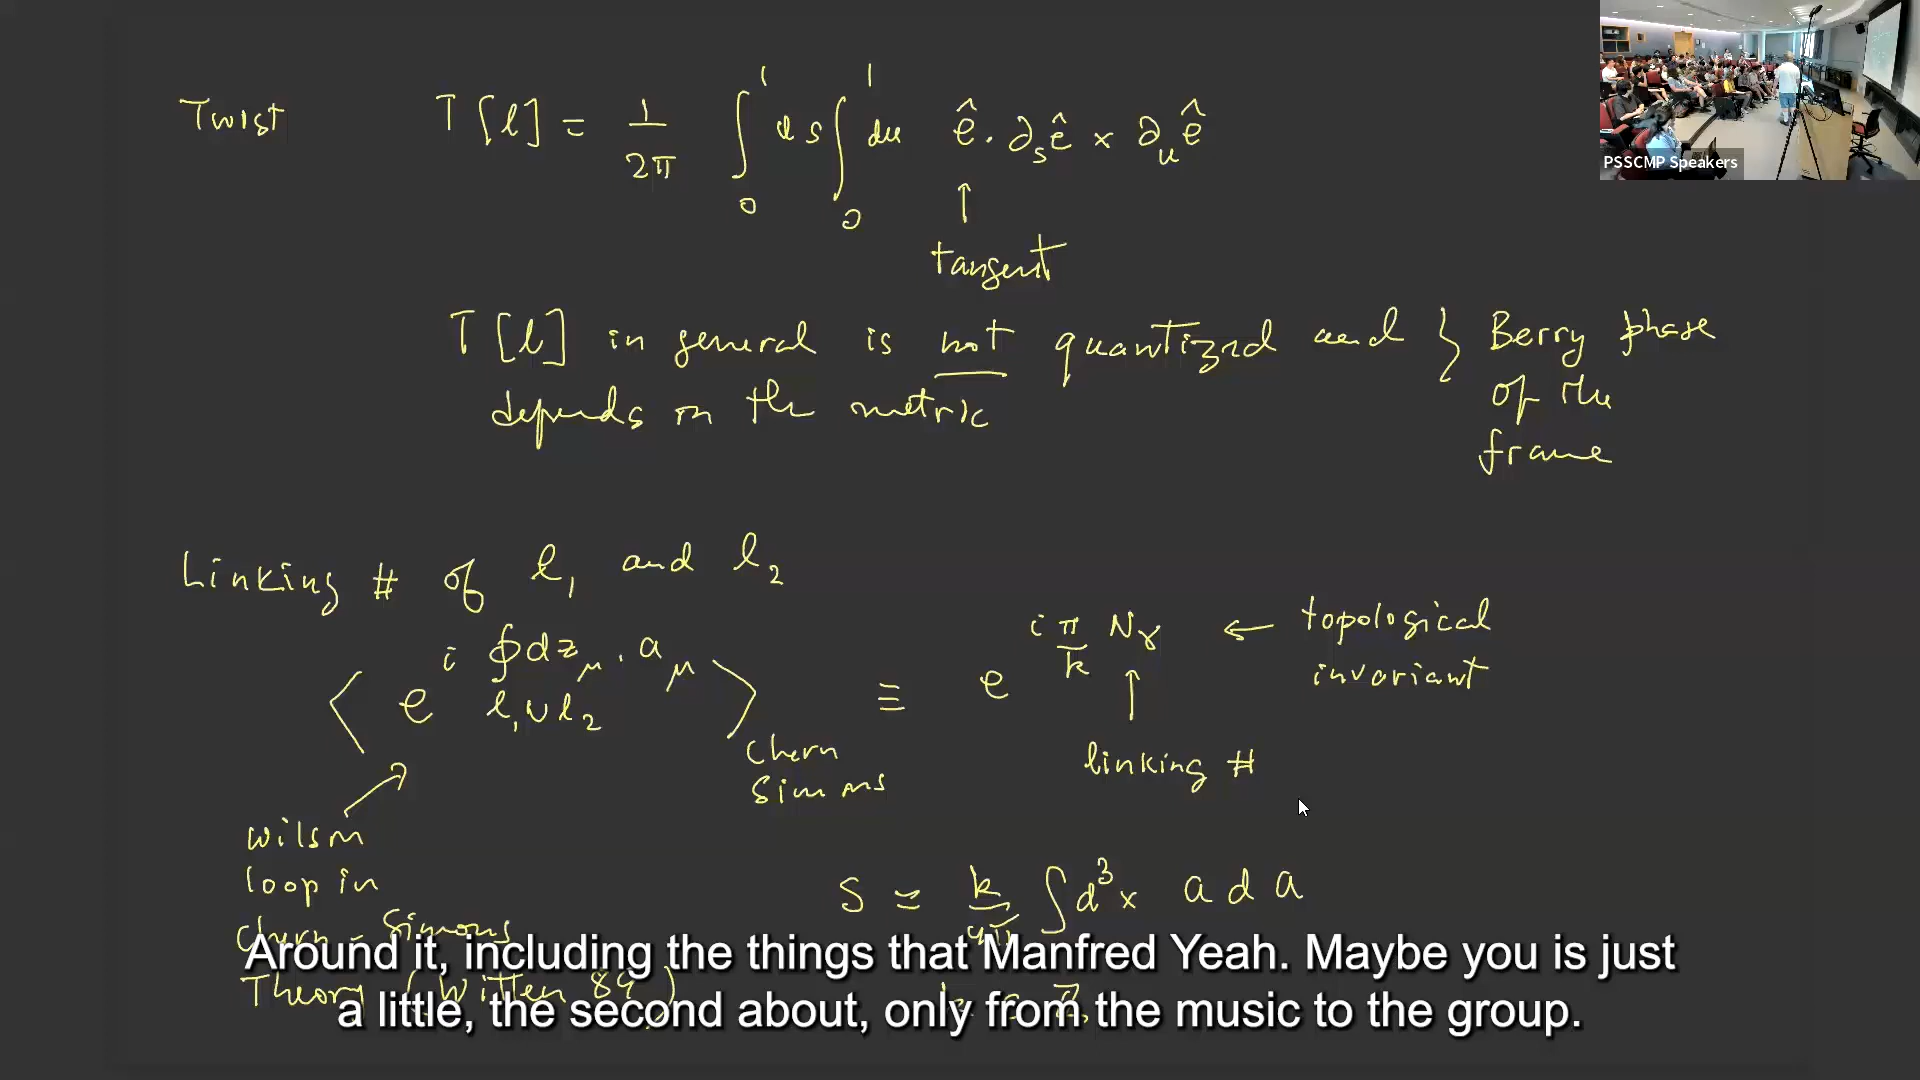 Twist T[l] = 1/2π ∫₀¹ ds ∫₀¹ du ê · ∂ₛê × ∂ᵤê
↑
tangent
T[l] in general is not quantized and } Berry phase
depends on the metric of the
frame
Linking # of l₁ and l₂
⟨ e^{i ∮_{l₁∪l₂} dz_μ · a_μ} ⟩_{Chern Simons} ≡ e^{i π/k N_γ} ← topological
invariant
↑
linking #
Wilson
loop in
Chern - Simons
Theory (Witten 89)
S = k/4π ∫d³x a d a
PSSCMP Speakers
Around it, including the things that Manfred Yeah. Maybe you is just
a little, the second about, only from the music to the group.